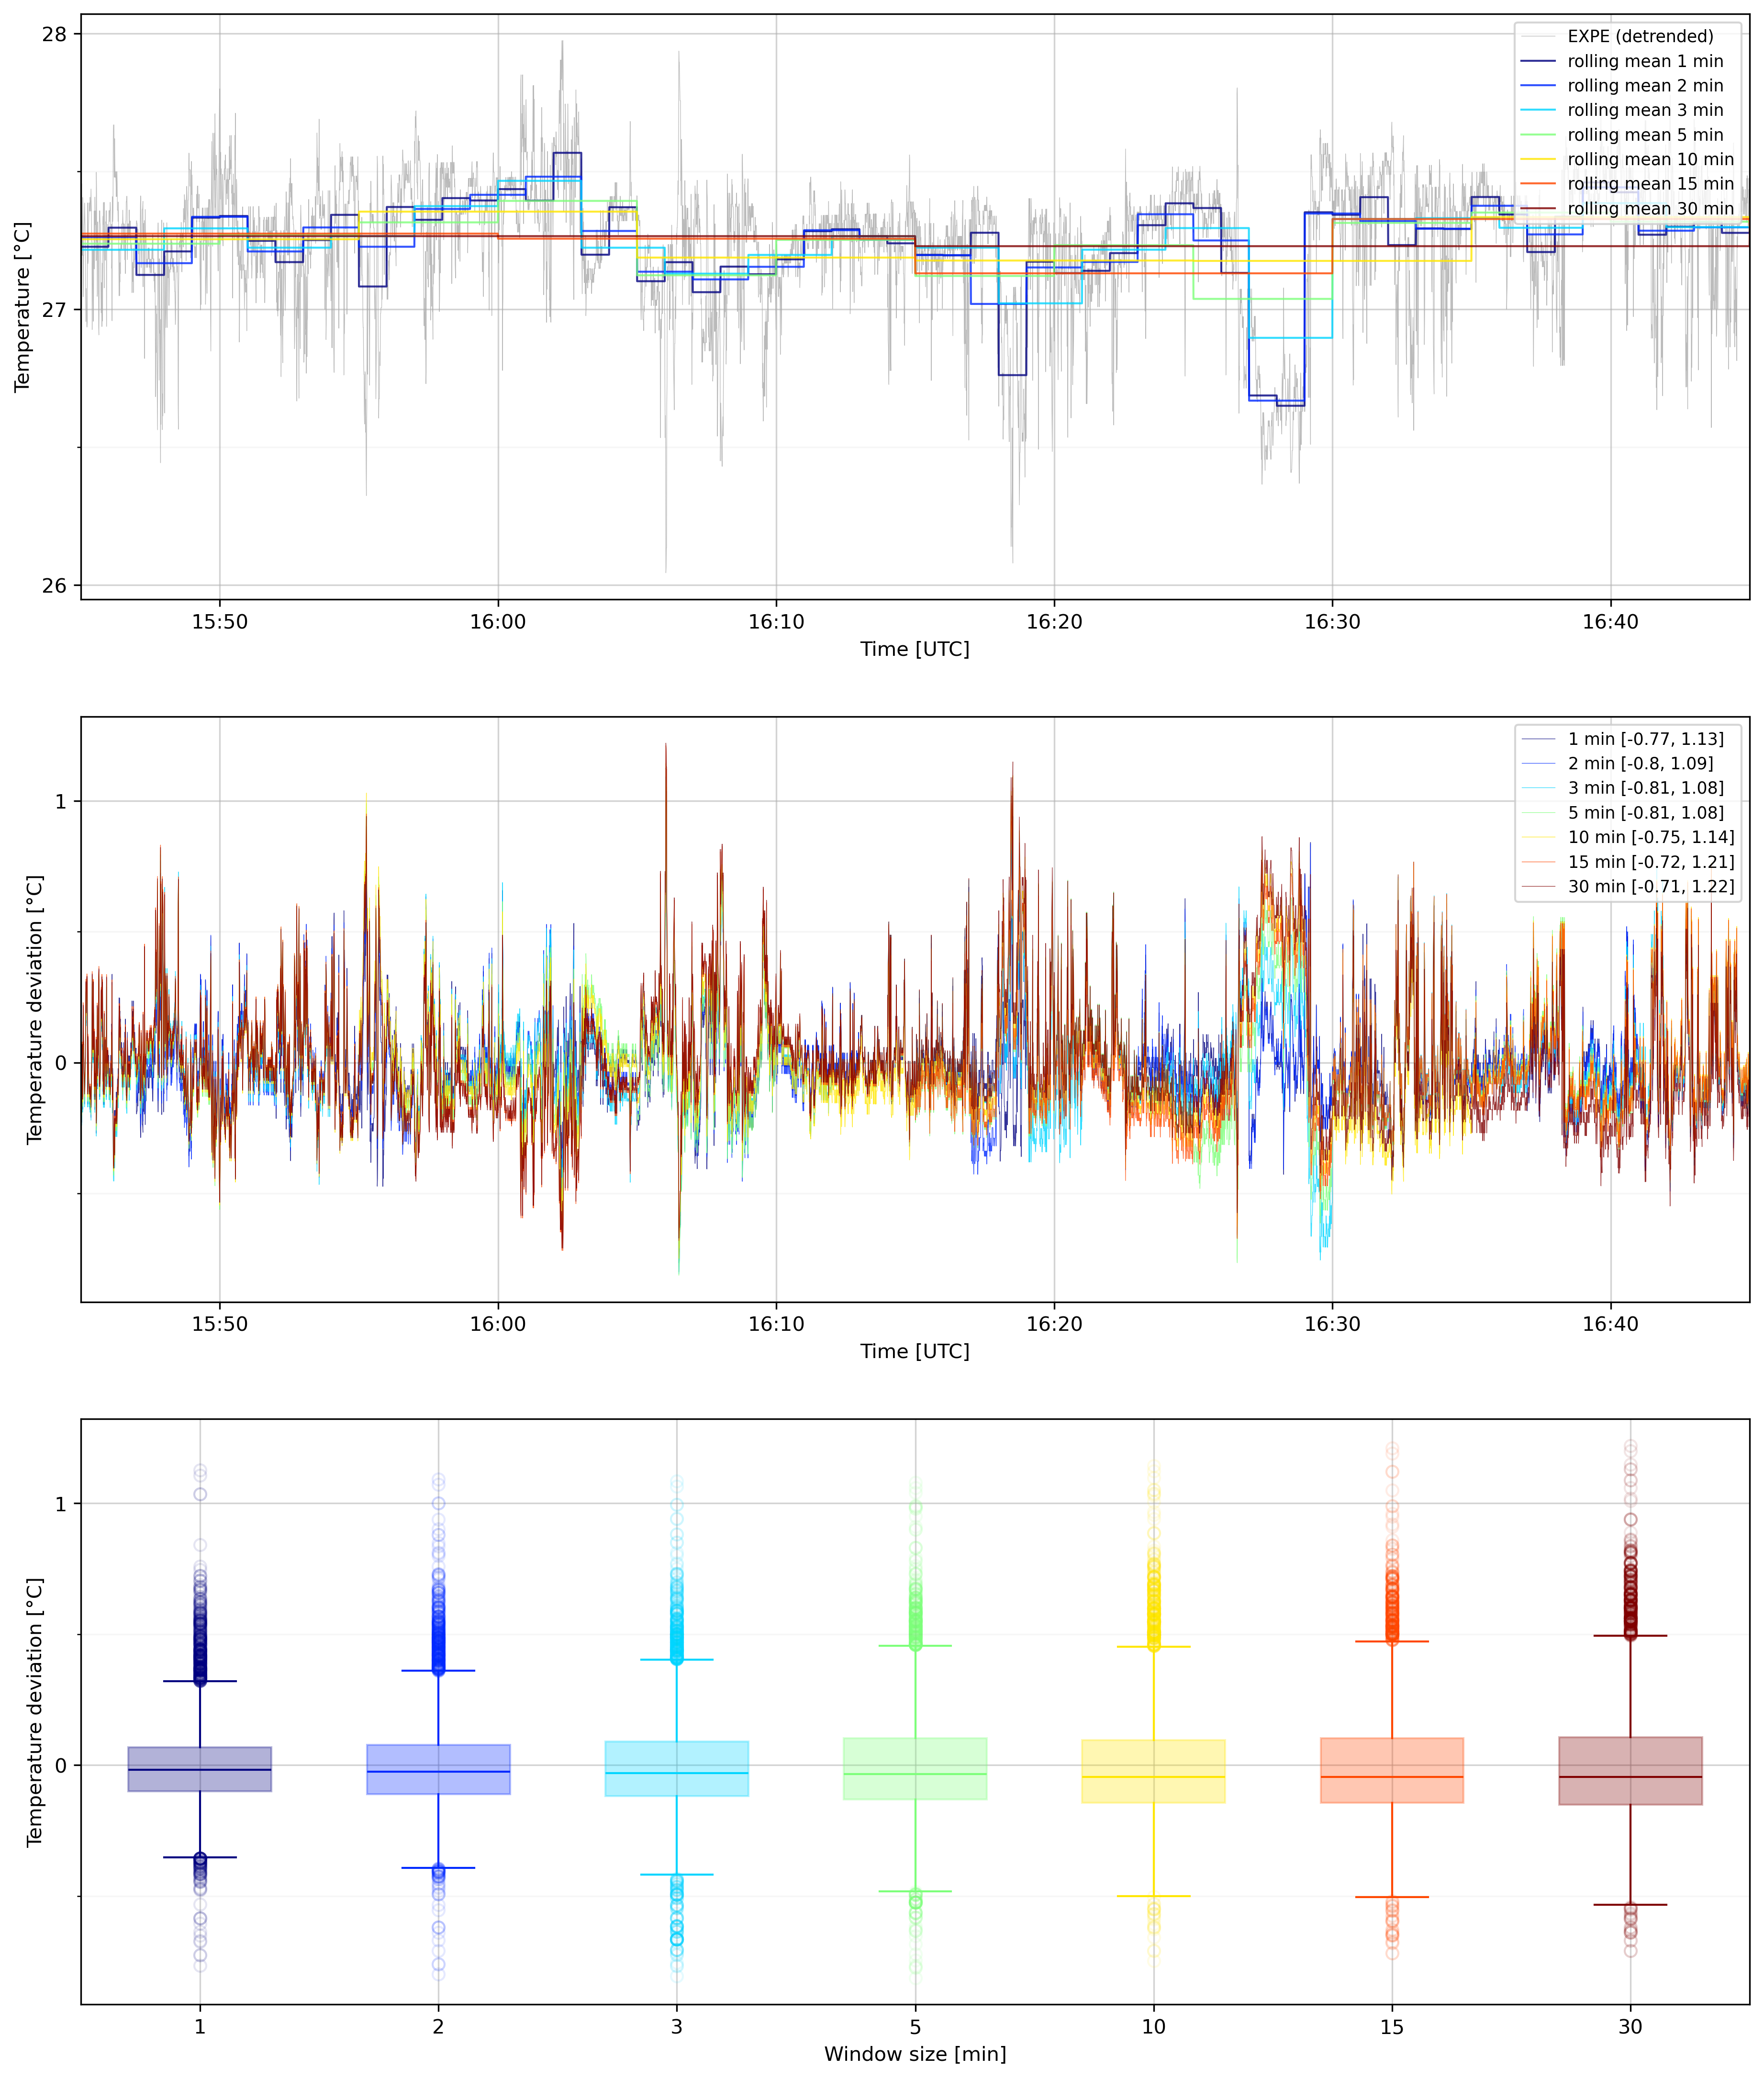 28
27
26
Temperature [°C]
EXPE (detrended)
rolling mean 1 min
rolling mean 2 min
rolling mean 3 min
rolling mean 5 min
rolling mean 10 min
rolling mean 15 min
rolling mean 30 min
15:50 16:00 16:10 16:20 16:30 16:40
Time [UTC]
1
0
Temperature deviation [°C]
1 min [-0.77, 1.13]
2 min [-0.8, 1.09]
3 min [-0.81, 1.08]
5 min [-0.81, 1.08]
10 min [-0.75, 1.14]
15 min [-0.72, 1.21]
30 min [-0.71, 1.22]
15:50 16:00 16:10 16:20 16:30 16:40
Time [UTC]
1
0
Temperature deviation [°C]
1 2 3 5 10 15 30
Window size [min]